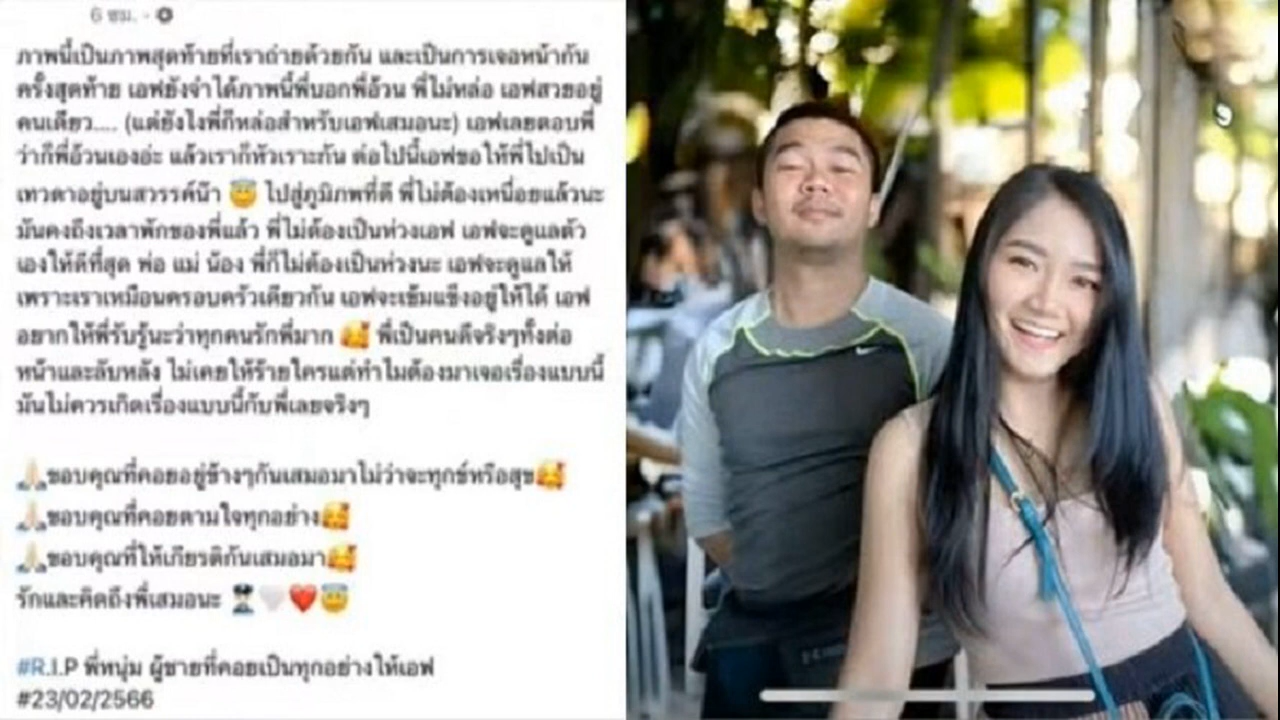 6 ชม. ·
ภาพนี้เป็นภาพสุดท้ายที่เราถ่ายด้วยกัน และเป็นการเจอหน้ากัน
ครั้งสุดท้าย เอฟยังจำได้ภาพนี้พี่บอกพี่อ้วน พี่ไม่หล่อ เอฟสวยอยู่
คนเดียว.... (แต่ยังไงพี่ก็หล่อสำหรับเอฟเสมอนะ) เอฟเลยตอบพี่
ว่าก็พี่อ้วนเองอ่ะ แล้วเราก็หัวเราะกัน ต่อไปนี้เอฟขอให้พี่ไปเป็น
เทวดาอยู่บนสวรรค์น๊า 😇 ไปสู่ภูมิภพที่ดี พี่ไม่ต้องเหนื่อยแล้วนะ
มันคงถึงเวลาพักของพี่แล้ว พี่ไม่ต้องเป็นห่วงเอฟ เอฟจะดูแลตัว
เองให้ดีที่สุด พ่อ แม่ น้อง พี่ก็ไม่ต้องเป็นห่วงนะ เอฟจะดูแลให้
เพราะเราเหมือนครอบครัวเดียวกัน เอฟจะเข้มแข็งอยู่ให้ได้ เอฟ
อยากให้พี่รับรู้นะว่าทุกคนรักพี่มาก 🥰 พี่เป็นคนดีจริงๆทั้งต่อ
หน้าและลับหลัง ไม่เคยให้ร้ายใครแต่ทำไมต้องมาเจอเรื่องแบบนี้
มันไม่ควรเกิดเรื่องแบบนี้กับพี่เลยจริงๆ
🙏🏻ขอบคุณที่คอยอยู่ข้างๆกันเสมอมาไม่ว่าจะทุกข์หรือสุข🥰
🙏🏻ขอบคุณที่คอยตามใจทุกอย่าง🥰
🙏🏻ขอบคุณที่ให้เกียรติกันเสมอมา🥰
รักและคิดถึงพี่เสมอนะ 👮🏻‍♂️🤍❤️😇
#R.I.P พี่หนุ่ม ผู้ชายที่คอยเป็นทุกอย่างให้เอฟ
#23/02/2566